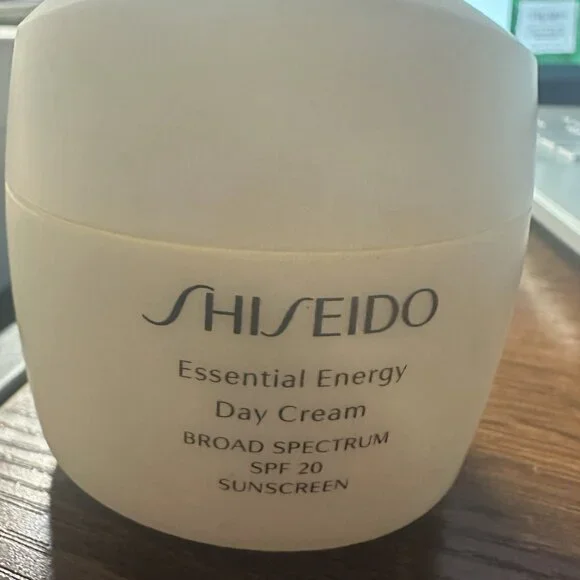 SHISEIDO
Essential Energy
Day Cream
BROAD SPECTRUM
SPF 20
SUNSCREEN